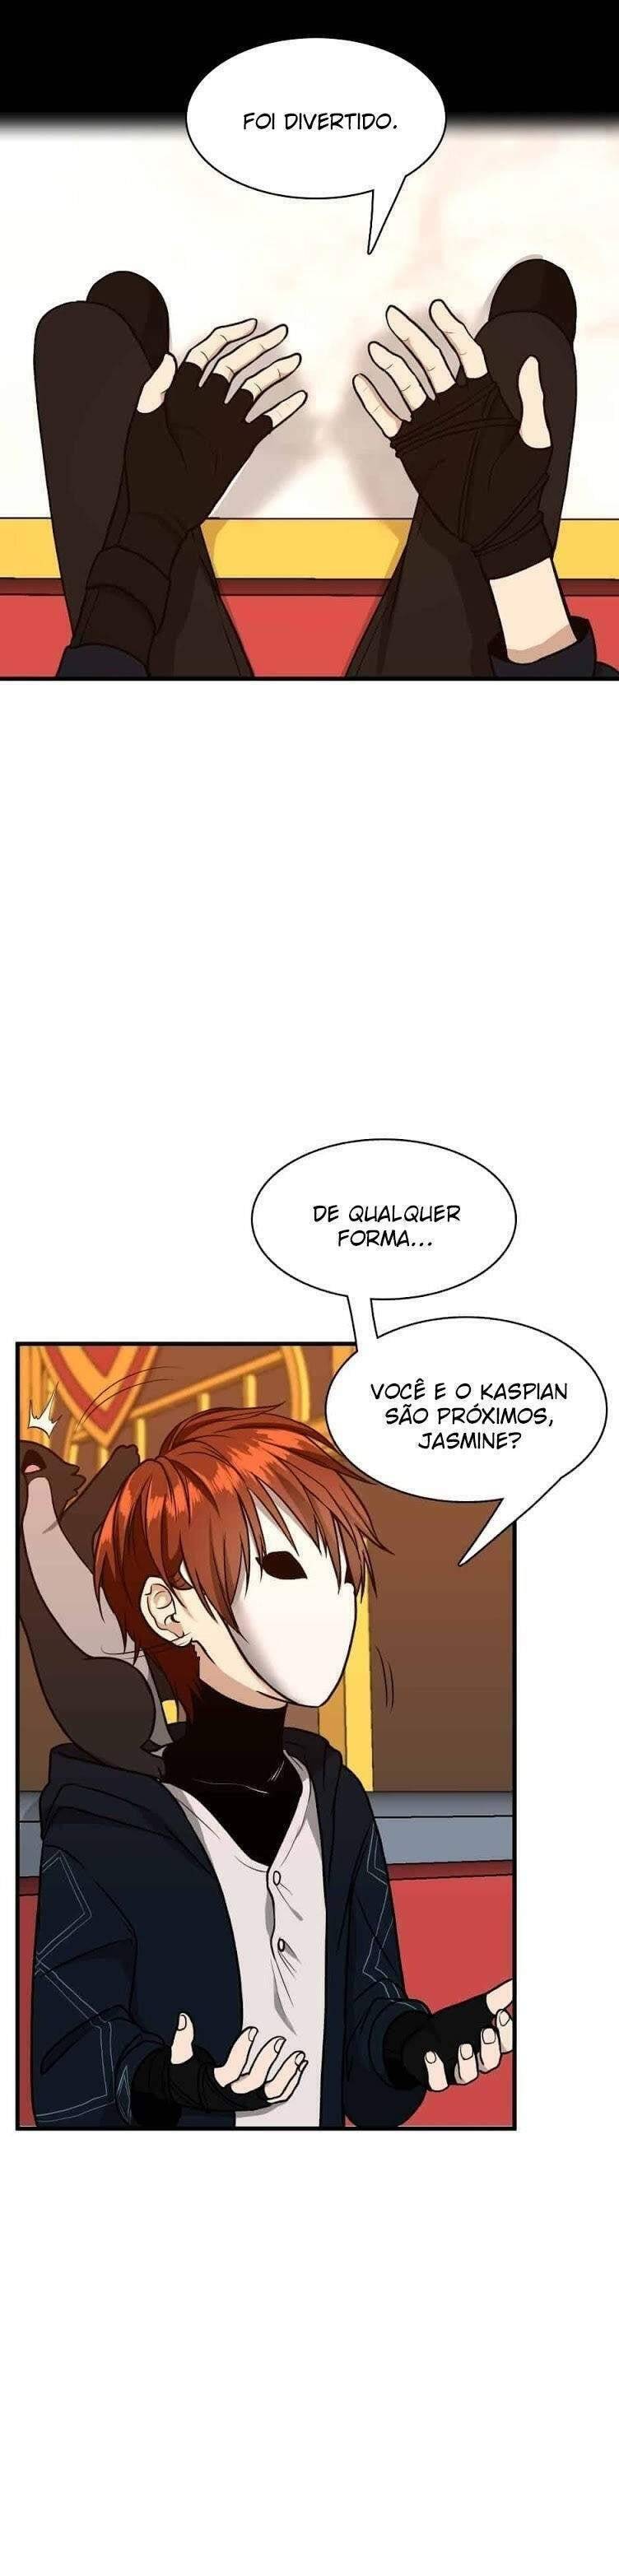 FOI DIVERTIDO.
DE QUALQUER
FORMA...
VOCÊ E O KASPIAN
SÃO PRÓXIMOS,
JASMINE?